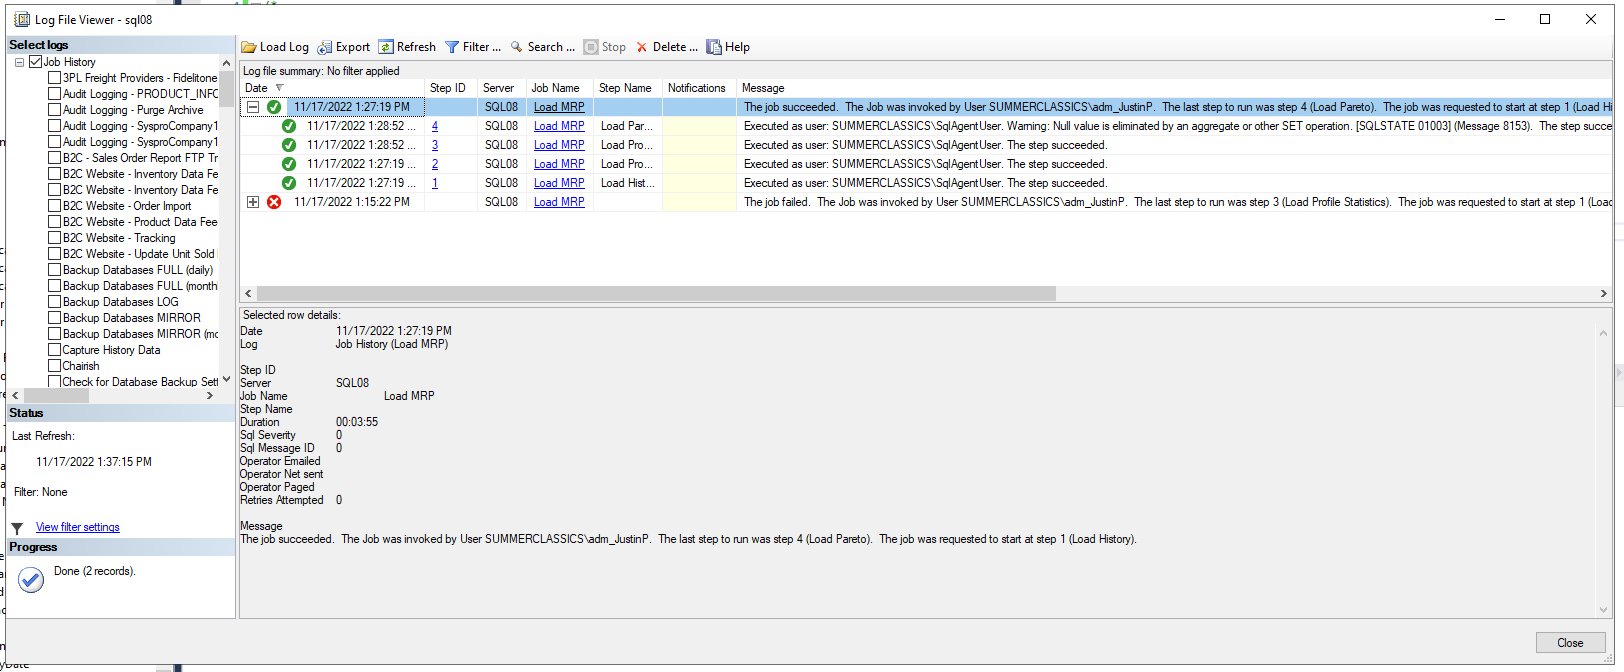 Log File Viewer - sql08
Select logs
Job History
3PL Freight Providers - Fidelitone
Audit Logging - PRODUCT_INFO
Audit Logging - Purge Archive
Audit Logging - SysproCompany1
Audit Logging - SysproCompany1
B2C - Sales Order Report FTP Tr
B2C Website - Inventory Data Fe
B2C Website - Inventory Data Fe
B2C Website - Order Import
B2C Website - Product Data Fee
B2C Website - Tracking
B2C Website - Update Unit Sold
Backup Databases FULL (daily)
Backup Databases FULL (month
Backup Databases LOG
Backup Databases MIRROR
Backup Databases MIRROR (mo
Capture History Data
Chairish
Check for Database Backup Sett
Status
Last Refresh:
11/17/2022 1:37:15 PM
Filter: None
View filter settings
Progress
Done (2 records).
Load Log Export Refresh Filter ... Search ... Stop Delete ... Help
Log file summary: No filter applied
Date Step ID Server Job Name Step Name Notifications Message
11/17/2022 1:27:19 PM SQL08 Load MRP The job succeeded.  The Job was invoked by User SUMMERCLASSICS\adm_JustinP.  The last step to run was step 4 (Load Pareto).  The job was requested to start at step 1 (Load Hi
11/17/2022 1:28:52 ... 4 SQL08 Load MRP Load Par... Executed as user: SUMMERCLASSICS\SqlAgentUser. Warning: Null value is eliminated by an aggregate or other SET operation. [SQLSTATE 01003] (Message 8153).  The step succe
11/17/2022 1:28:52 ... 3 SQL08 Load MRP Load Pro... Executed as user: SUMMERCLASSICS\SqlAgentUser. The step succeeded.
11/17/2022 1:27:19 ... 2 SQL08 Load MRP Load Pro... Executed as user: SUMMERCLASSICS\SqlAgentUser. The step succeeded.
11/17/2022 1:27:19 ... 1 SQL08 Load MRP Load Hist... Executed as user: SUMMERCLASSICS\SqlAgentUser. The step succeeded.
11/17/2022 1:15:22 PM SQL08 Load MRP The job failed.  The Job was invoked by User SUMMERCLASSICS\adm_JustinP.  The last step to run was step 3 (Load Profile Statistics).  The job was requested to start at step 1 (Loa
Selected row details:
Date 11/17/2022 1:27:19 PM
Log Job History (Load MRP)
Step ID
Server SQL08
Job Name Load MRP
Step Name
Duration 00:03:55
Sql Severity 0
Sql Message ID 0
Operator Emailed
Operator Net sent
Operator Paged
Retries Attempted 0
Message
The job succeeded.  The Job was invoked by User SUMMERCLASSICS\adm_JustinP.  The last step to run was step 4 (Load Pareto).  The job was requested to start at step 1 (Load History).
Close